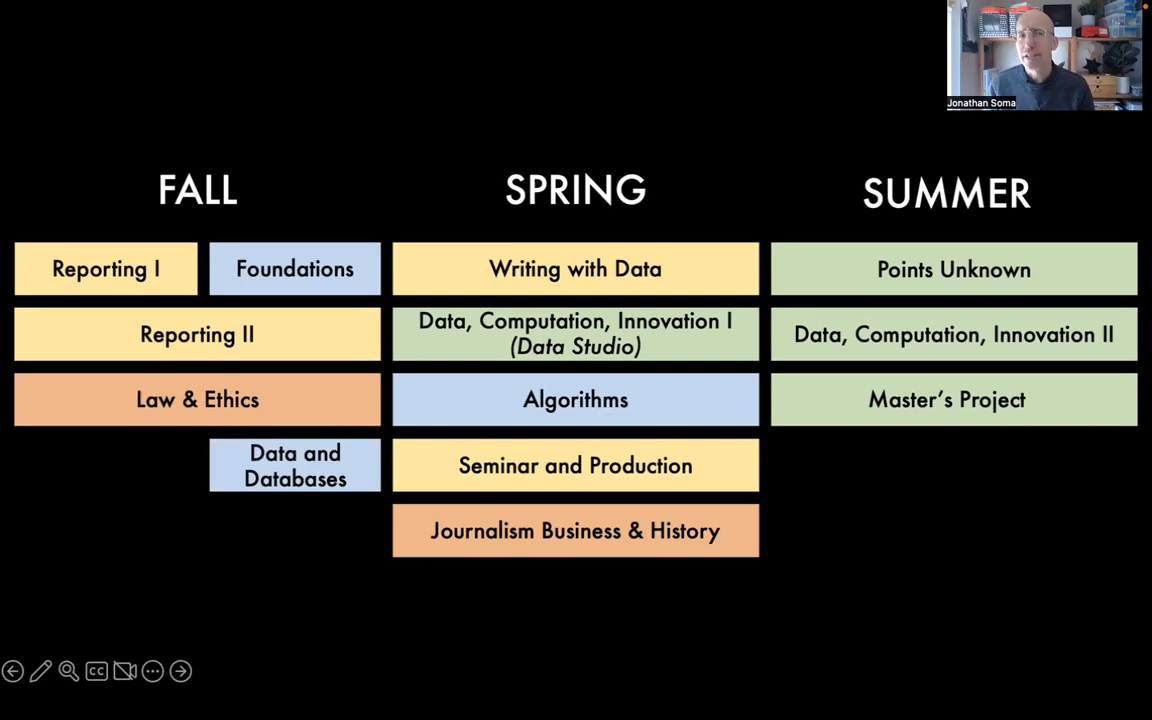 Jonathan Soma
FALL
SPRING
SUMMER
Reporting I
Foundations
Writing with Data
Points Unknown
Reporting II
Data, Computation, Innovation I
(Data Studio)
Data, Computation, Innovation II
Law & Ethics
Algorithms
Master's Project
Data and
Databases
Seminar and Production
Journalism Business & History
CC